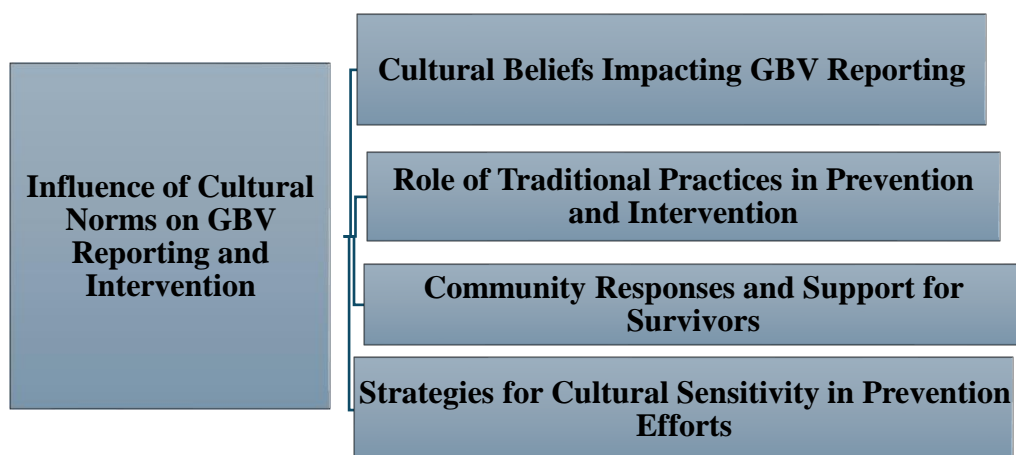 Influence of Cultural
Norms on GBV
Reporting and
Intervention
Cultural Beliefs Impacting GBV Reporting
Role of Traditional Practices in Prevention
and Intervention
Community Responses and Support for
Survivors
Strategies for Cultural Sensitivity in Prevention
Efforts